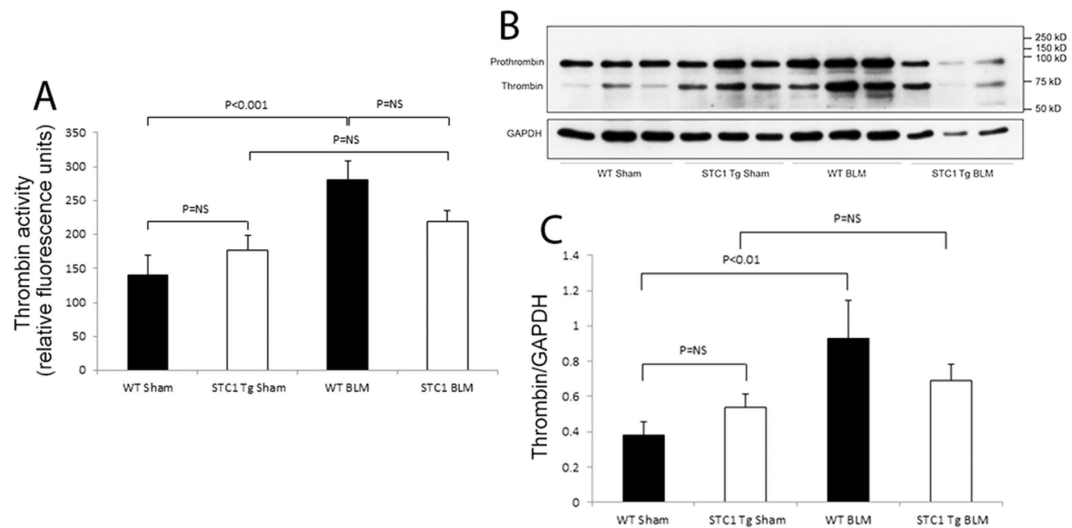 A
P<0.001
P=NS
P=NS
P=NS
Thrombin activity
(relative fluorescence units)
350
300
250
200
150
100
50
0
WT Sham
STC1 Tg Sham
WT BLM
STC1 BLM
B
Prothrombin
Thrombin
GAPDH
250 kD
150 kD
100 kD
75 kD
50 kD
WT Sham
STC1 Tg Sham
WT BLM
STC1 Tg BLM
C
P=NS
P<0.01
P=NS
Thrombin/GAPDH
1.4
1.2
1
0.8
0.6
0.4
0.2
0
WT Sham
STC1 Tg Sham
WT BLM
STC1 Tg BLM